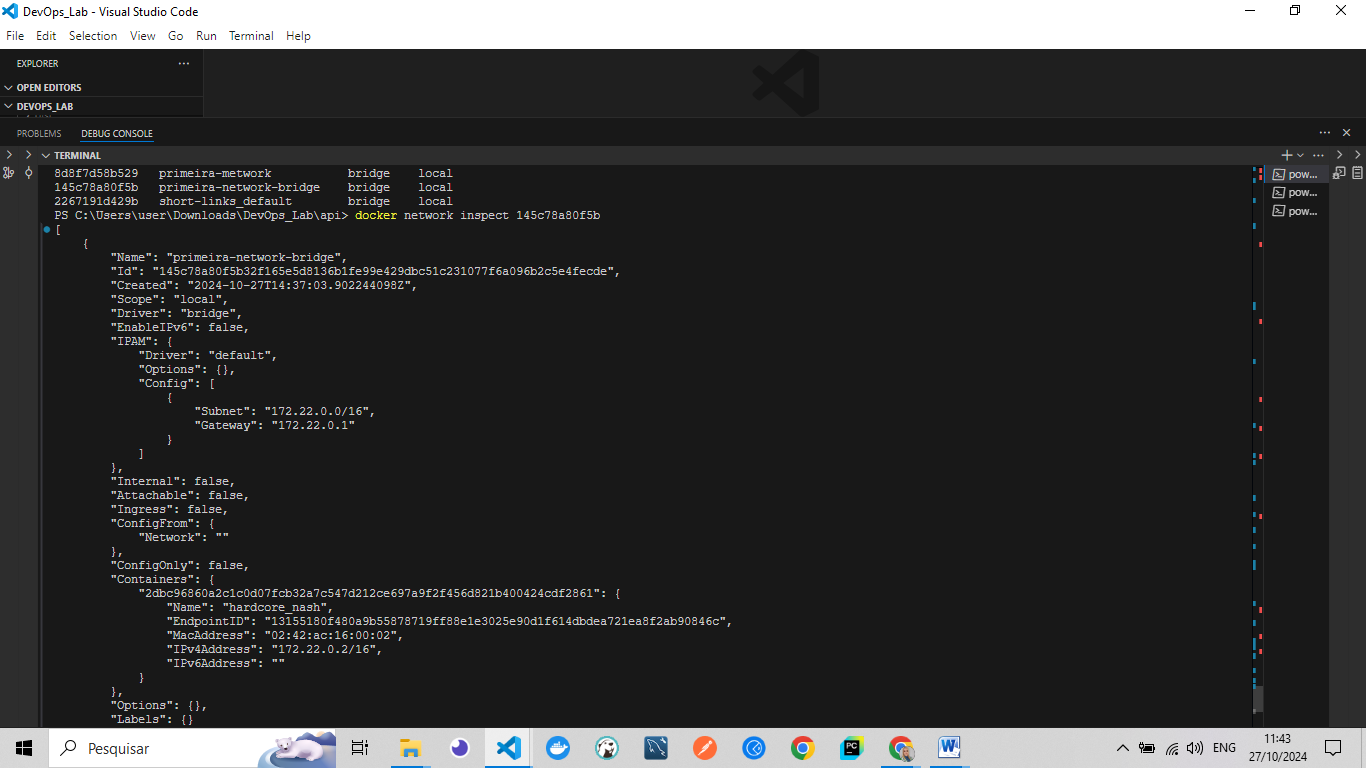 DevOps_Lab - Visual Studio Code
File Edit Selection View Go Run Terminal Help
EXPLORER ...
OPEN EDITORS
DEVOPS_LAB
PROBLEMS DEBUG CONSOLE
TERMINAL
8d8f7d58b529 primeira-metwork bridge local
145c78a80f5b primeira-network-bridge bridge local
2267191d429b short-links_default bridge local
PS C:\Users\user\Downloads\DevOps_Lab\api> docker network inspect 145c78a80f5b
[
{
"Name": "primeira-network-bridge",
"Id": "145c78a80f5b32f165e5d8136b1fe99e429dbc51c231077f6a096b2c5e4fecde",
"Created": "2024-10-27T14:37:03.902244098Z",
"Scope": "local",
"Driver": "bridge",
"EnableIPv6": false,
"IPAM": {
"Driver": "default",
"Options": {},
"Config": [
{
"Subnet": "172.22.0.0/16",
"Gateway": "172.22.0.1"
}
]
},
"Internal": false,
"Attachable": false,
"Ingress": false,
"ConfigFrom": {
"Network": ""
},
"ConfigOnly": false,
"Containers": {
"2dbc96860a2c1c0d07fcb32a7c547d212ce697a9f2f456d821b400424cdf2861": {
"Name": "hardcore_nash",
"EndpointID": "13155180f480a9b55878719ff88e1e3025e90d1f614dbdea721ea8f2ab90846c",
"MacAddress": "02:42:ac:16:00:02",
"IPv4Address": "172.22.0.2/16",
"IPv6Address": ""
}
},
"Options": {},
"Labels": {}
pow...
pow...
pow...
Pesquisar
PC
W
ENG
11:43
27/10/2024